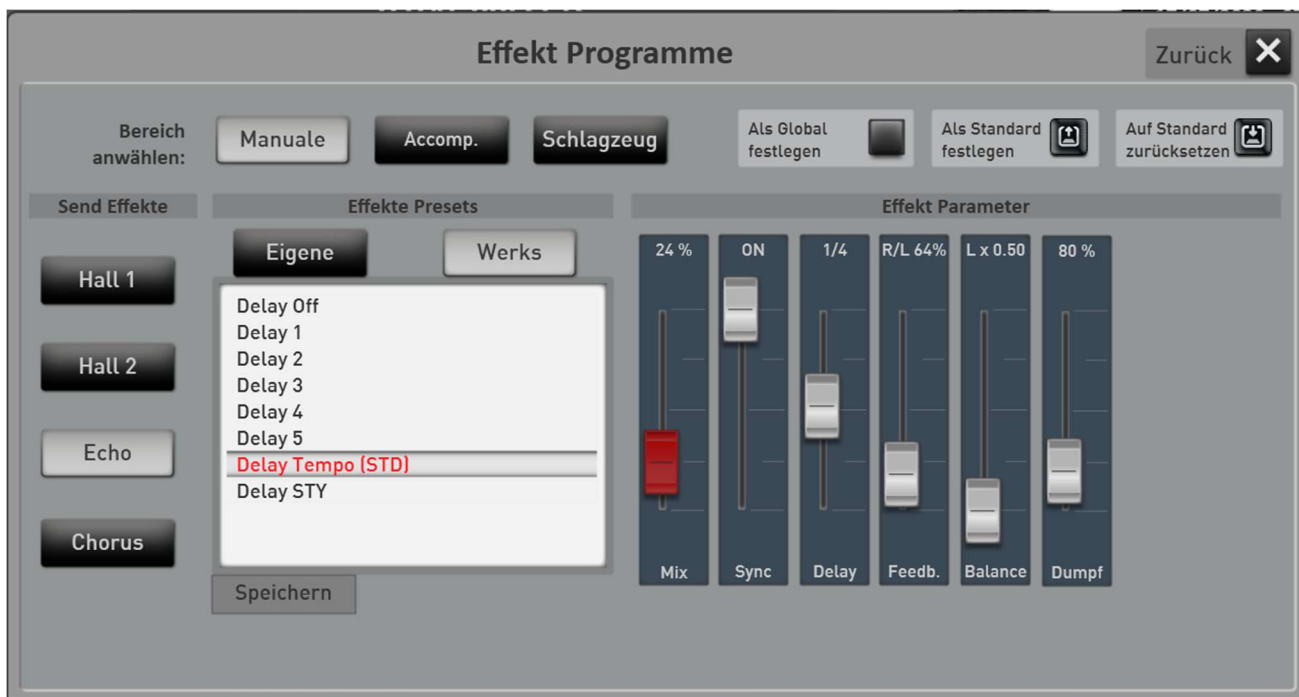 Effekt Programme
Zurück
Bereich
anwählen:
Manuale
Accomp.
Schlagzeug
Als Global
festlegen
Als Standard
festlegen
Auf Standard
zurücksetzen
Send Effekte
Effekte Presets
Effekt Parameter
Hall 1
Hall 2
Echo
Chorus
Eigene
Werks
Delay Off
Delay 1
Delay 2
Delay 3
Delay 4
Delay 5
Delay Tempo (STD)
Delay STY
Speichern
24 % ON 1/4 R/L 64% L x 0.50 80 %
Mix Sync Delay Feedb. Balance Dumpf